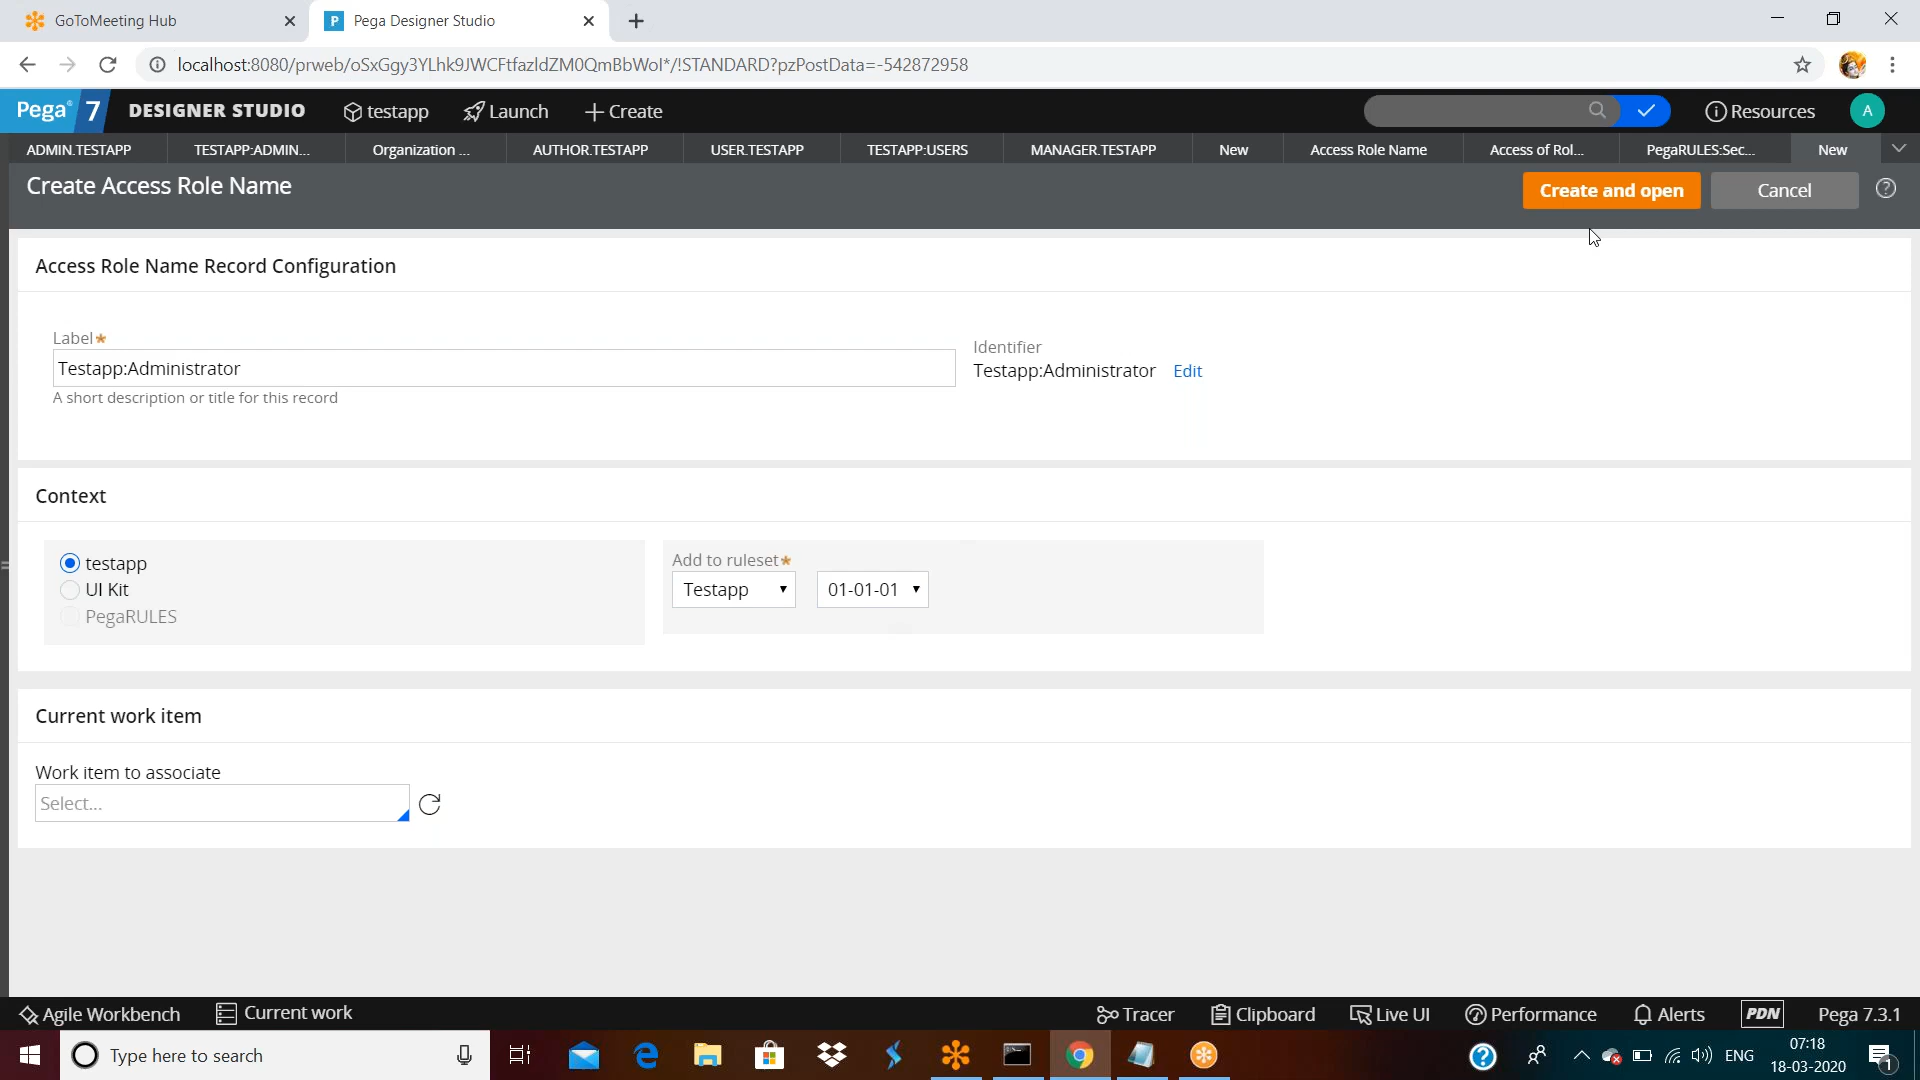 GoToMeeting Hub
Pega Designer Studio
localhost:8080/prweb/oSxGgy3YLhk9JWCFtfazldZM0QmBbWol*/!STANDARD?pzPostData=-542872958
Pega 7 DESIGNER STUDIO testapp Launch Create Resources A
ADMIN.TESTAPP TESTAPP:ADMIN... Organization ... AUTHOR.TESTAPP USER.TESTAPP TESTAPP:USERS MANAGER.TESTAPP New Access Role Name Access of Rol... PegaRULES:Sec... New
Create Access Role Name
Create and open Cancel
Access Role Name Record Configuration
Label*
Testapp:Administrator
A short description or title for this record
Identifier
Testapp:Administrator Edit
Context
testapp
UI Kit
PegaRULES
Add to ruleset*
Testapp 01-01-01
Current work item
Work item to associate
Select...
Agile Workbench Current work Tracer Clipboard Live UI Performance Alerts PDN Pega 7.3.1
Type here to search
ENG
07:18
18-03-2020
1